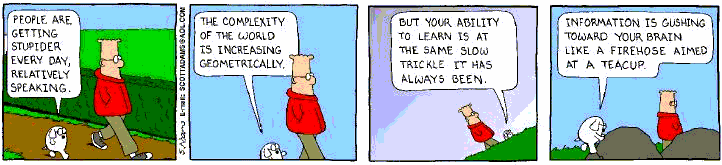 PEOPLE ARE
GETTING
STUPIDER
EVERY DAY,
RELATIVELY
SPEAKING.
SCOTTADAMS@AOL.COM
THE COMPLEXITY
OF THE WORLD
IS INCREASING
GEOMETRICALLY.
BUT YOUR ABILITY
TO LEARN IS AT
THE SAME SLOW
TRICKLE IT HAS
ALWAYS BEEN.
INFORMATION IS GUSHING
TOWARD YOUR BRAIN
LIKE A FIREHOSE AIMED
AT A TEACUP.